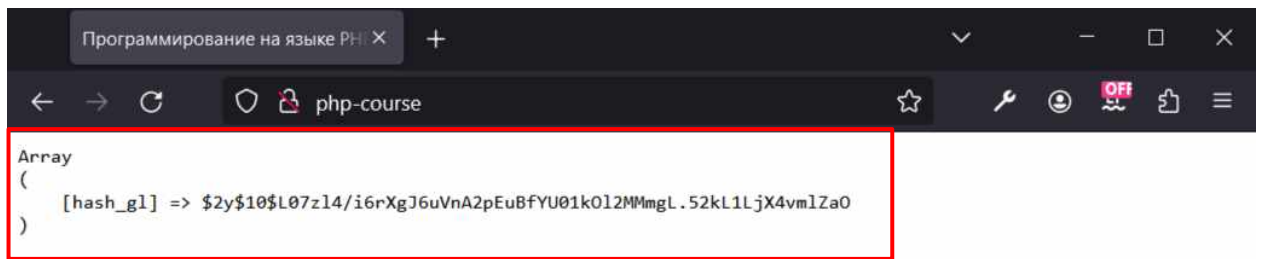 Программирование на языке PH
php-course
OFF
Array
(
[hash_gl] => $2y$10$L07zl4/i6rXgJ6uVnA2pEuBfYU01kOl2MMmgL.52kL1LjX4vmlZaO
)